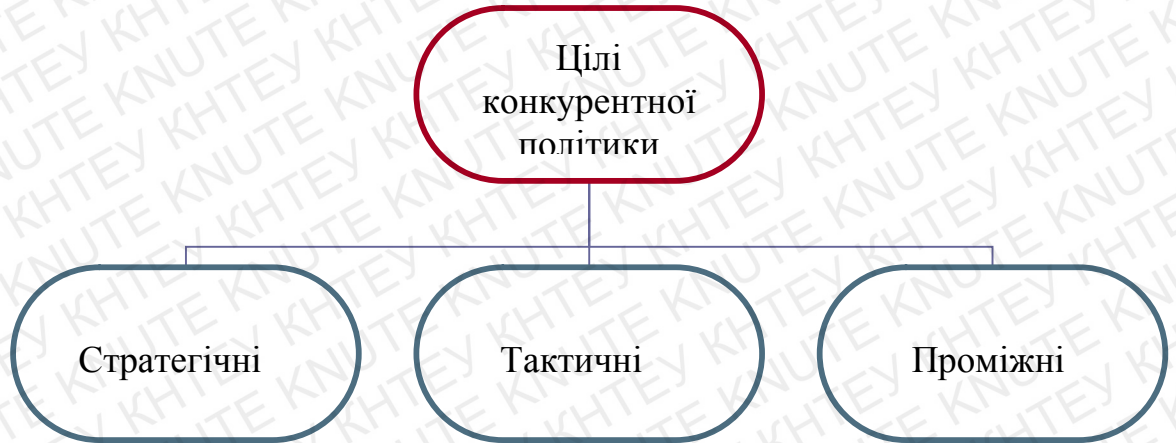 Цілі
конкурентної
політики
Стратегічні
Тактичні
Проміжні